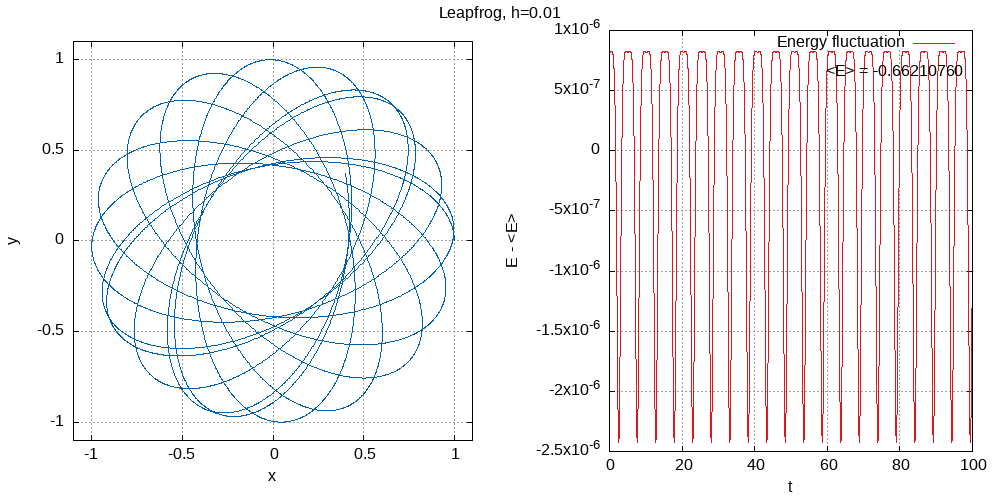 Leapfrog, h=0.01
1
0.5
0
-0.5
-1
-1
-0.5
0
0.5
1
x
y
1x10^-6
5x10^-7
0
-5x10^-7
-1x10^-6
-1.5x10^-6
-2x10^-6
-2.5x10^-6
0
20
40
60
80
100
t
E - <E>
Energy fluctuation
<E> = -0.66210760